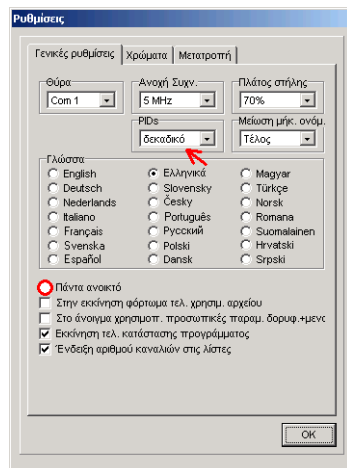 Ρυθμίσεις
Γενικές ρυθμίσεις Χρώματα Μετατροπή
Θύρα Ανοχή Συχν. Πλάτος στήλης
Com 1 5 MHz 70%
PIDs Μείωση μήκ. ονόμ.
δεκαδικό Τέλος
Γλώσσα
English Ελληνικά Magyar
Deutsch Slovensky Türkçe
Nederlands Česky Norsk
Italiano Português Romana
Français Русский Suomalainen
Svenska Polski Hrvatski
Español Dansk Srpski
Πάντα ανοικτό
Στην εκκίνηση φόρτωμα τελ. χρησιμ. αρχείου
Στο άνοιγμα χρησιμοπ. προσωπικές παραμ. δορυφ.+μενο
Εκκίνηση τελ. κατάστασης προγράμματος
Ένδειξη αριθμού καναλιών στις λίστες
OK